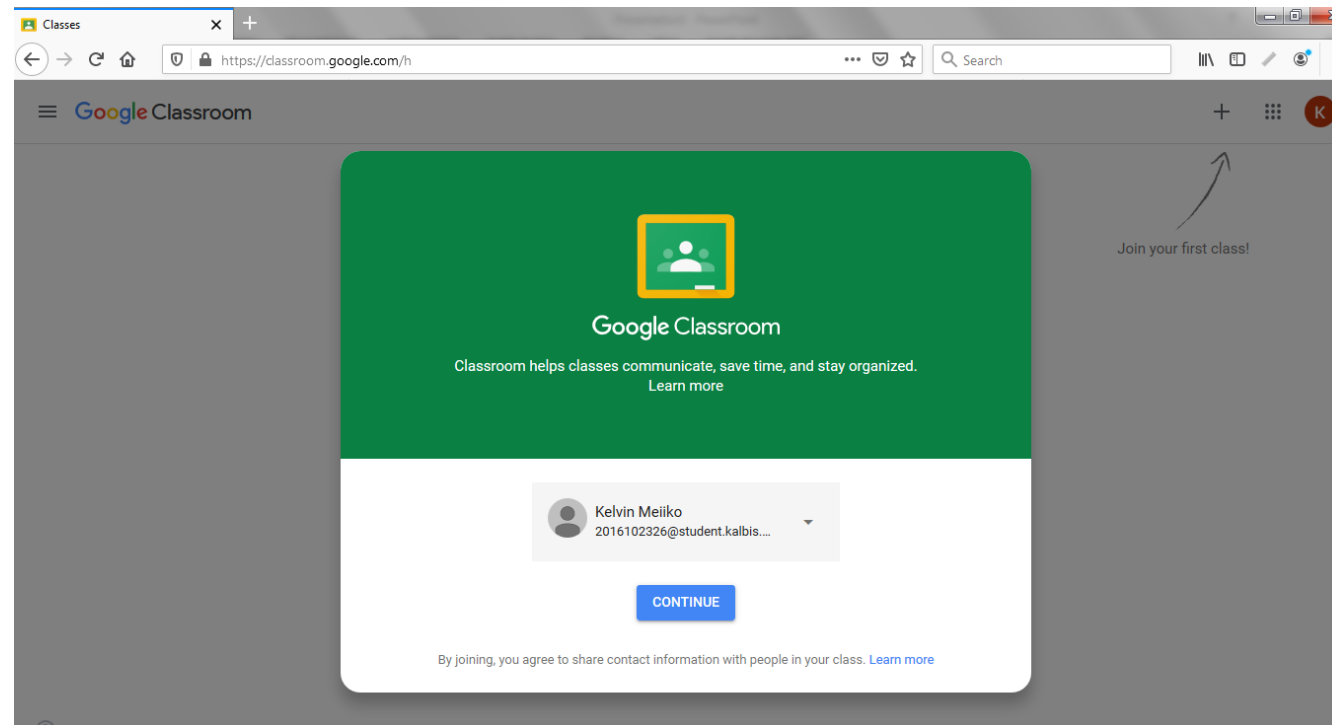 Classes
https://classroom.google.com/h
Search
Google Classroom
K
Join your first class!
Google Classroom
Classroom helps classes communicate, save time, and stay organized.
Learn more
Kelvin Meiiko
2016102326@student.kalbis....
CONTINUE
By joining, you agree to share contact information with people in your class. Learn more